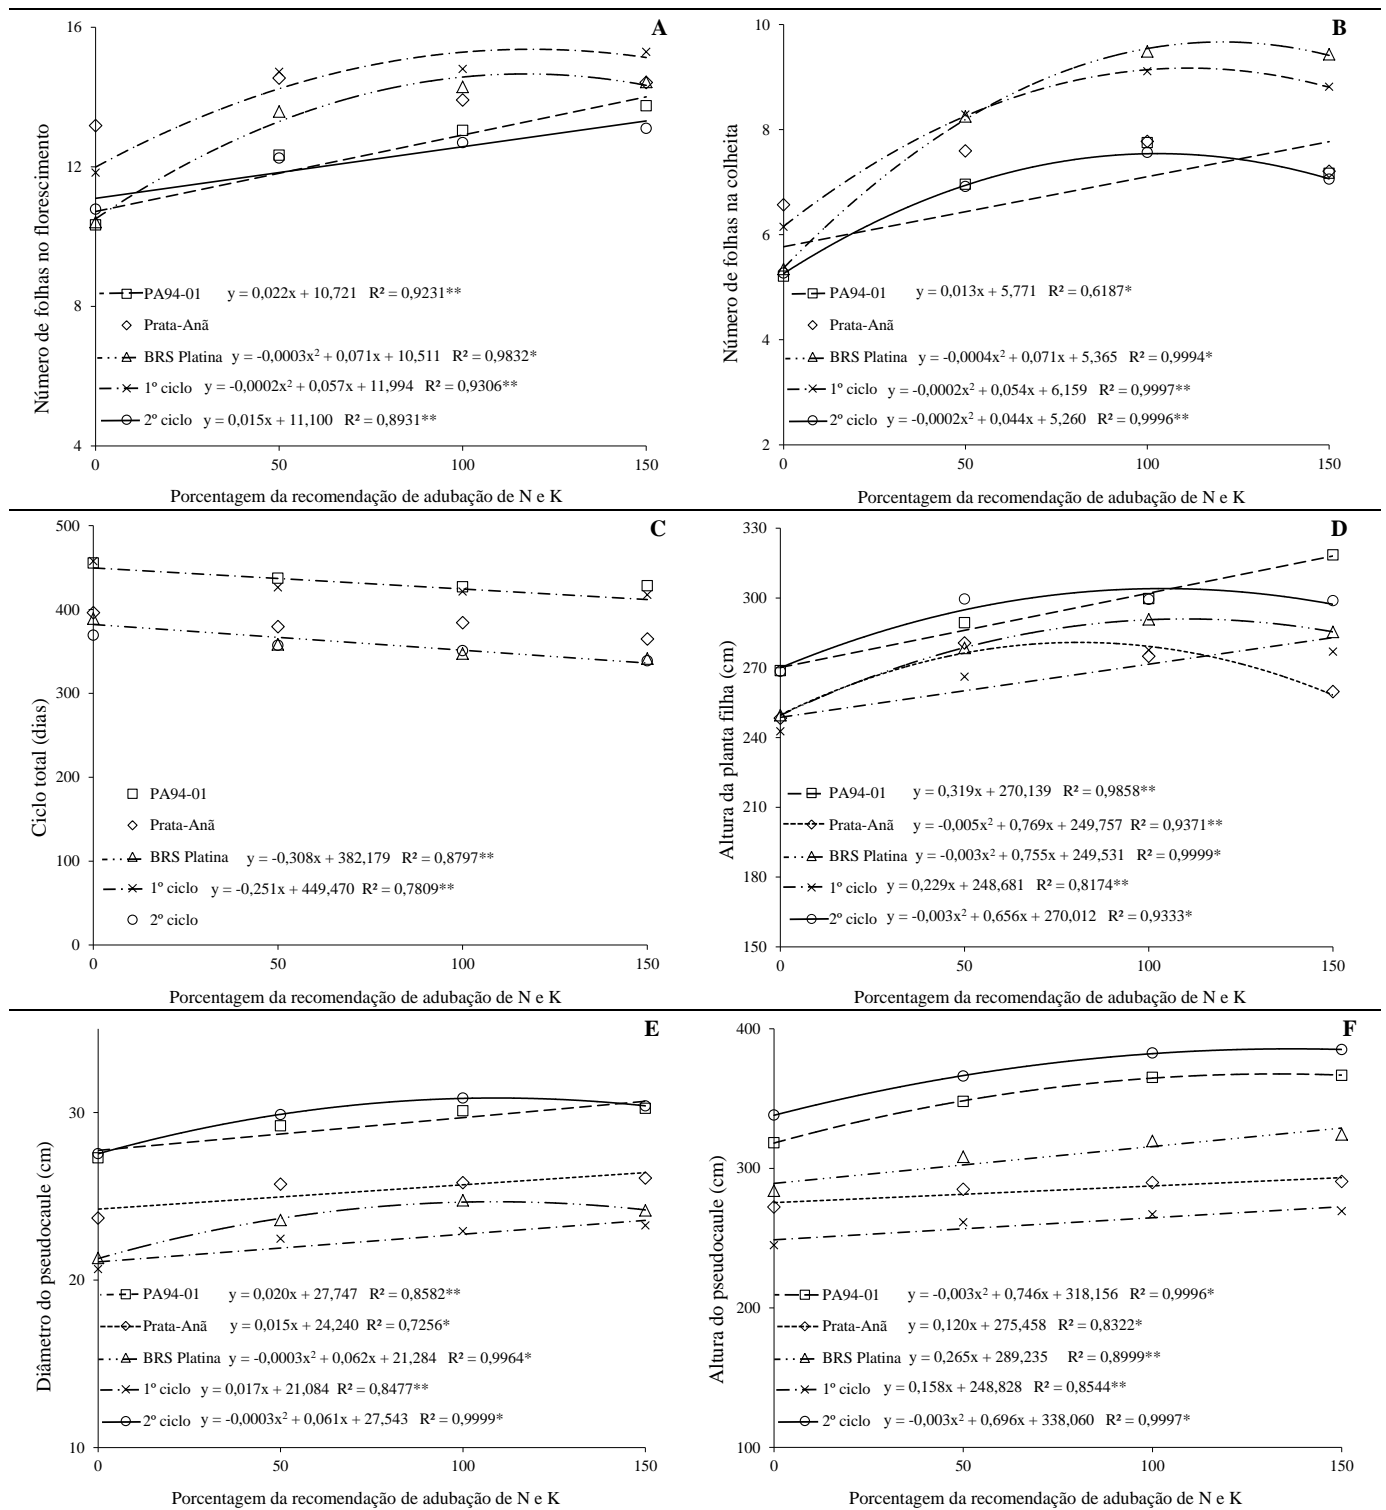 A
Número de folhas no florescimento
16
12
8
4
PA94-01 y = 0,022x + 10,721 R² = 0,9231**
Prata-Anã
BRS Platina y = -0,0003x² + 0,071x + 10,511 R² = 0,9832*
1º ciclo y = -0,0002x² + 0,057x + 11,994 R² = 0,9306**
2º ciclo y = 0,015x + 11,100 R² = 0,8931**
0 50 100 150
Porcentagem da recomendação de adubação de N e K
B
Número de folhas na colheita
10
8
6
4
2
PA94-01 y = 0,013x + 5,771 R² = 0,6187*
Prata-Anã
BRS Platina y = -0,0004x² + 0,071x + 5,365 R² = 0,9994*
1º ciclo y = -0,0002x² + 0,054x + 6,159 R² = 0,9997**
2º ciclo y = -0,0002x² + 0,044x + 5,260 R² = 0,9996**
0 50 100 150
Porcentagem da recomendação de adubação de N e K
C
Ciclo total (dias)
500
400
300
200
100
0
PA94-01
Prata-Anã
BRS Platina y = -0,308x + 382,179 R² = 0,8797**
1º ciclo y = -0,251x + 449,470 R² = 0,7809**
2º ciclo
0 50 100 150
Porcentagem da recomendação de adubação de N e K
D
Altura da planta filha (cm)
330
300
270
240
210
180
150
PA94-01 y = 0,319x + 270,139 R² = 0,9858**
Prata-Anã y = -0,005x² + 0,769x + 249,757 R² = 0,9371**
BRS Platina y = -0,003x² + 0,755x + 249,531 R² = 0,9999*
1º ciclo y = 0,229x + 248,681 R² = 0,8174**
2º ciclo y = -0,003x² + 0,656x + 270,012 R² = 0,9333*
0 50 100 150
Porcentagem da recomendação de adubação de N e K
E
Diâmetro do pseudocaule (cm)
30
20
10
PA94-01 y = 0,020x + 27,747 R² = 0,8582**
Prata-Anã y = 0,015x + 24,240 R² = 0,7256*
BRS Platina y = -0,0003x² + 0,062x + 21,284 R² = 0,9964*
1º ciclo y = 0,017x + 21,084 R² = 0,8477**
2º ciclo y = -0,0003x² + 0,061x + 27,543 R² = 0,9999*
0 50 100 150
Porcentagem da recomendação de adubação de N e K
F
Altura do pseudocaule (cm)
400
300
200
100
PA94-01 y = -0,003x² + 0,746x + 318,156 R² = 0,9996*
Prata-Anã y = 0,120x + 275,458 R² = 0,8322*
BRS Platina y = 0,265x + 289,235 R² = 0,8999**
1º ciclo y = 0,158x + 248,828 R² = 0,8544**
2º ciclo y = -0,003x² + 0,696x + 338,060 R² = 0,9997*
0 50 100 150
Porcentagem da recomendação de adubação de N e K